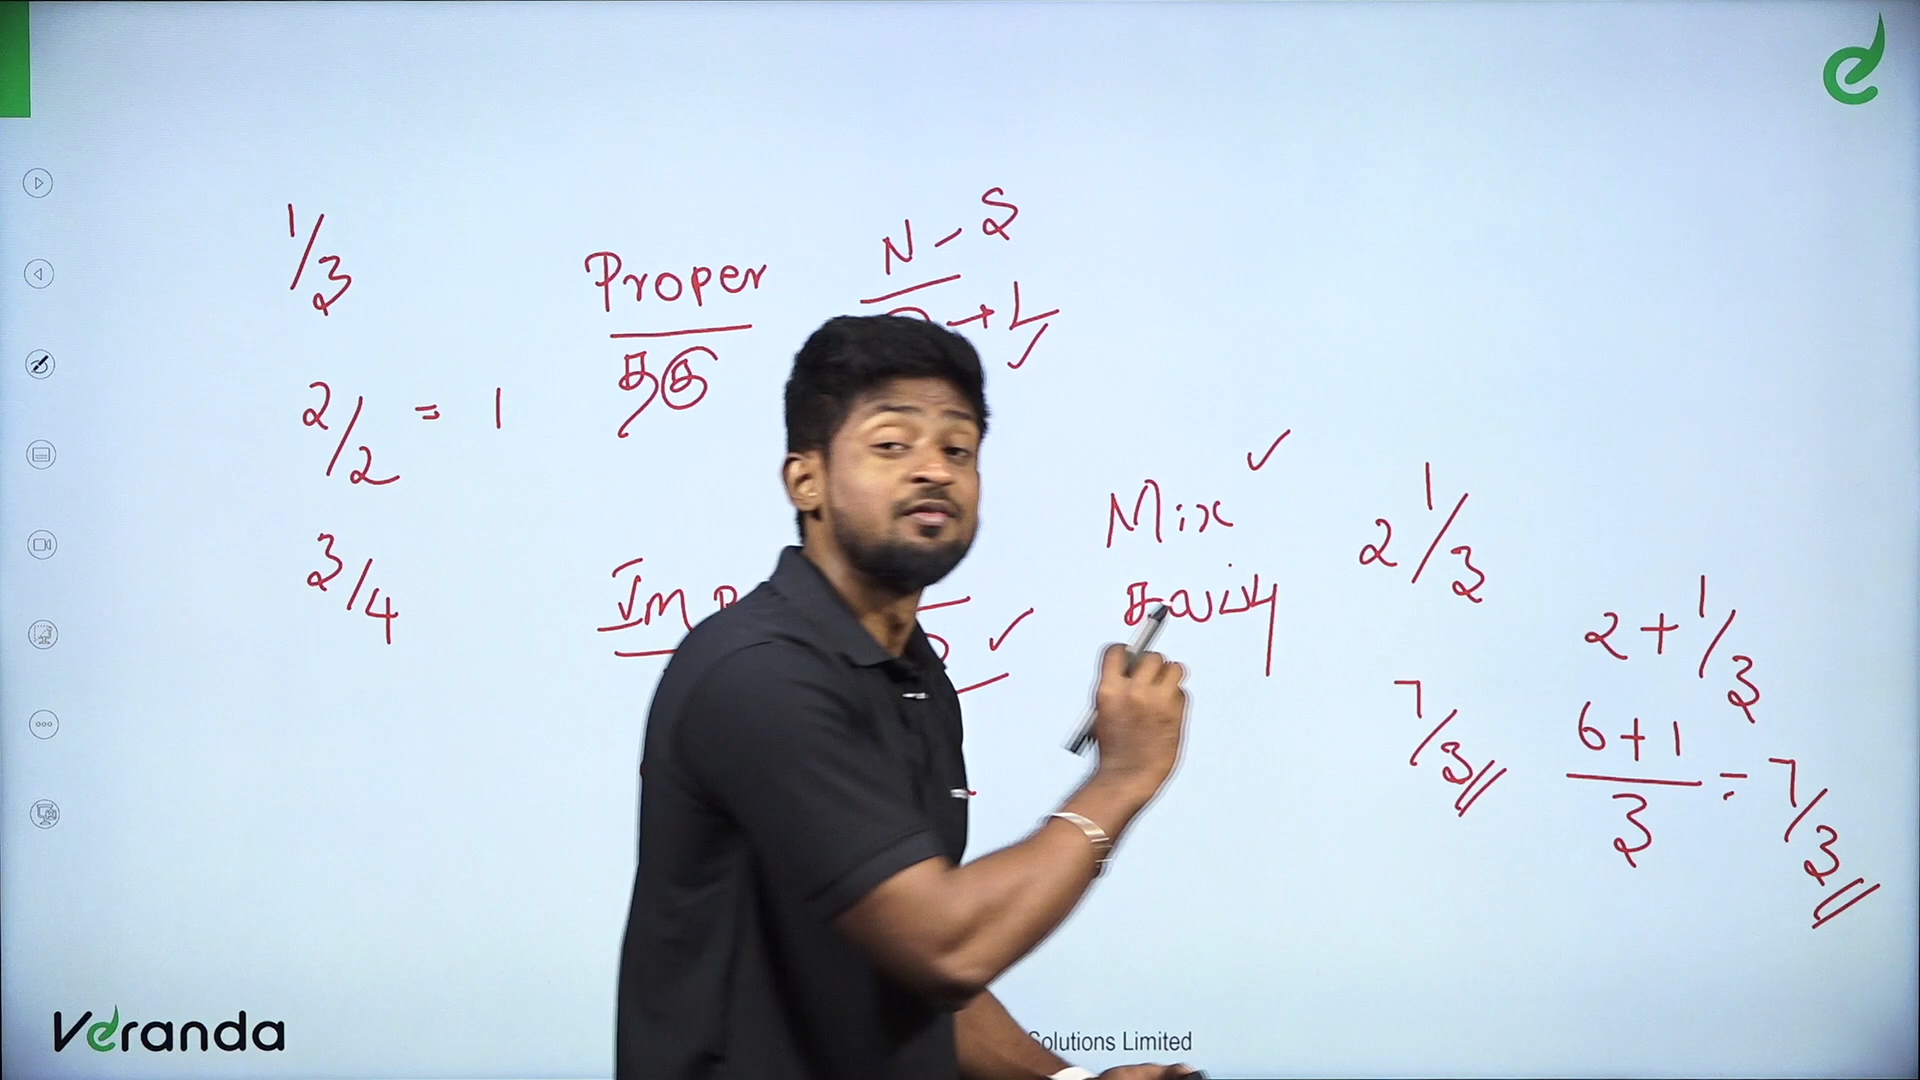 1/3
Proper
தகு
N - S
→ L
2/2 = 1
3/4
Mix ✓
கலப்பு
2 1/3
2 + 1/3
7/3
6+1
3
= 7/3
Veranda
Solutions Limited